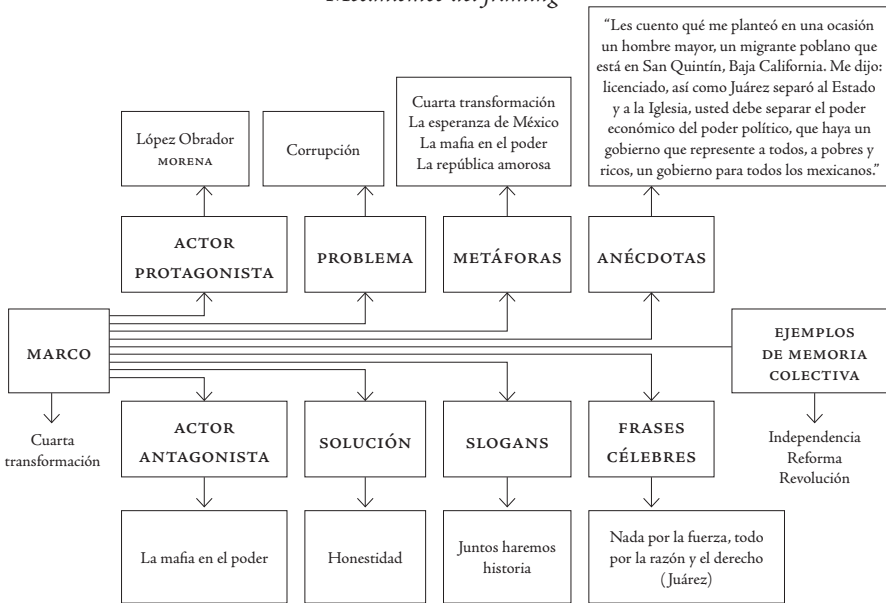 Mecanismos del framing
“Les cuento qué me planteó en una ocasión
un hombre mayor, un migrante poblano que
está en San Quintín, Baja California. Me dijo:
licenciado, así como Juárez separó al Estado
y a la Iglesia, usted debe separar el poder
económico del poder político, que haya un
gobierno que represente a todos, a pobres y
ricos, un gobierno para todos los mexicanos.”
López Obrador
MORENA
Corrupción
Cuarta transformación
La esperanza de México
La mafia en el poder
La república amorosa
ACTOR
PROTAGONISTA
PROBLEMA
METÁFORAS
ANÉCDOTAS
MARCO
EJEMPLOS
DE MEMORIA
COLECTIVA
Cuarta
transformación
ACTOR
ANTAGONISTA
SOLUCIÓN
SLOGANS
FRASES
CÉLEBRES
Independencia
Reforma
Revolución
La mafia en el poder
Honestidad
Juntos haremos
historia
Nada por la fuerza, todo
por la razón y el derecho
(Juárez)